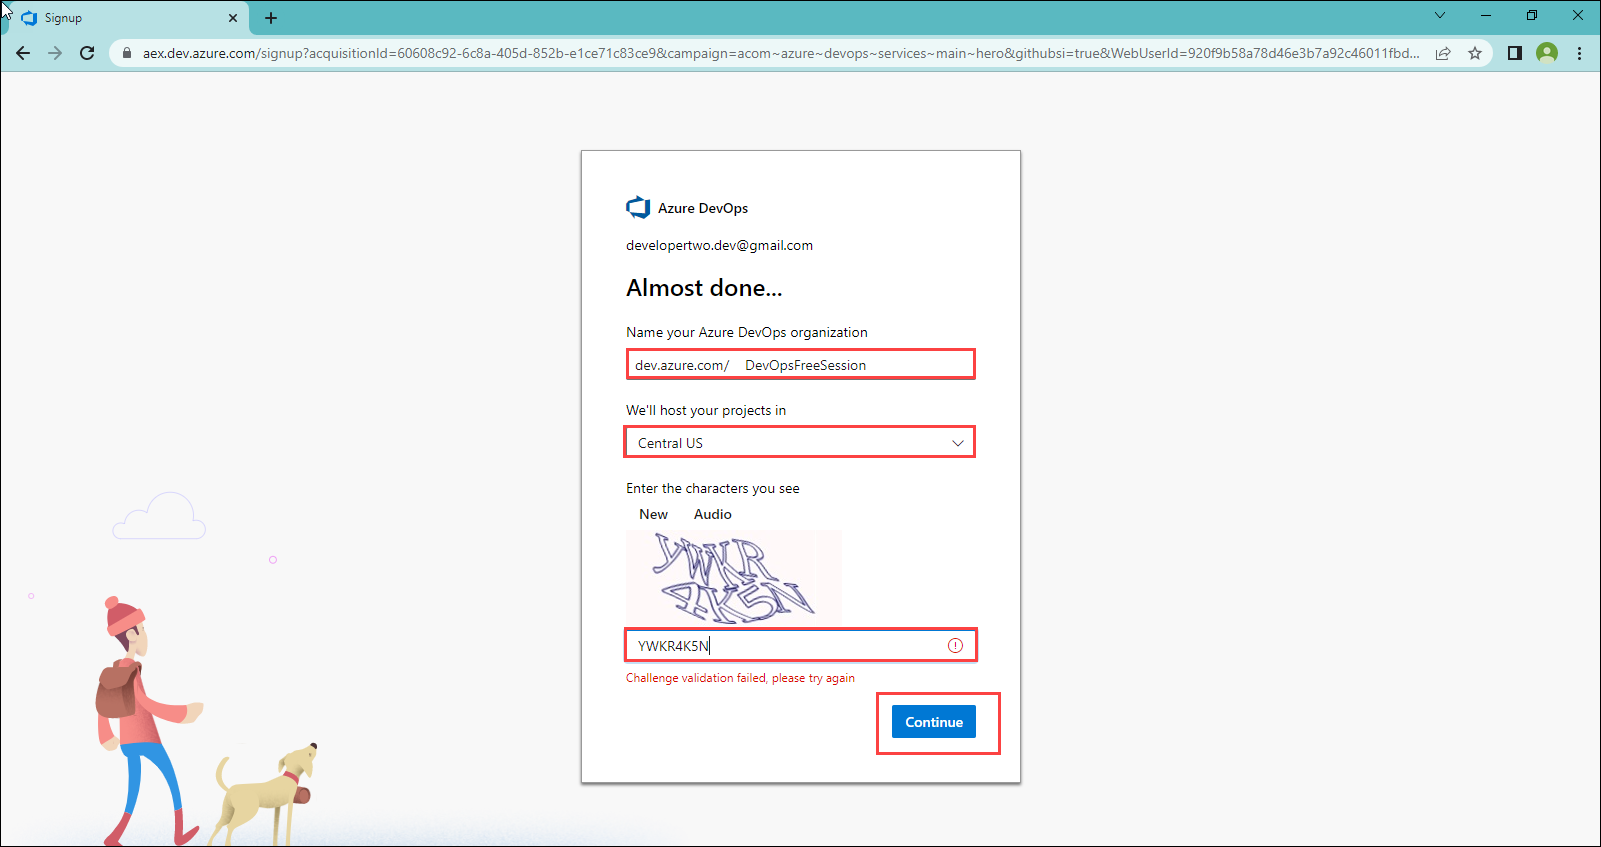 Signup
aex.dev.azure.com/signup?acquisitionId=60608c92-6c8a-405d-852b-e1ce71c83ce9&campaign=acom~azure~devops~services~main~hero&githubsi=true&WebUserId=920f9b58a78d46e3b7a92c46011fbd...
Azure DevOps
developertwo.dev@gmail.com
Almost done...
Name your Azure DevOps organization
dev.azure.com/ DevOpsFreeSession
We'll host your projects in
Central US
Enter the characters you see
New Audio
YWKR
4K5N
YWKR4K5N
Challenge validation failed, please try again
Continue